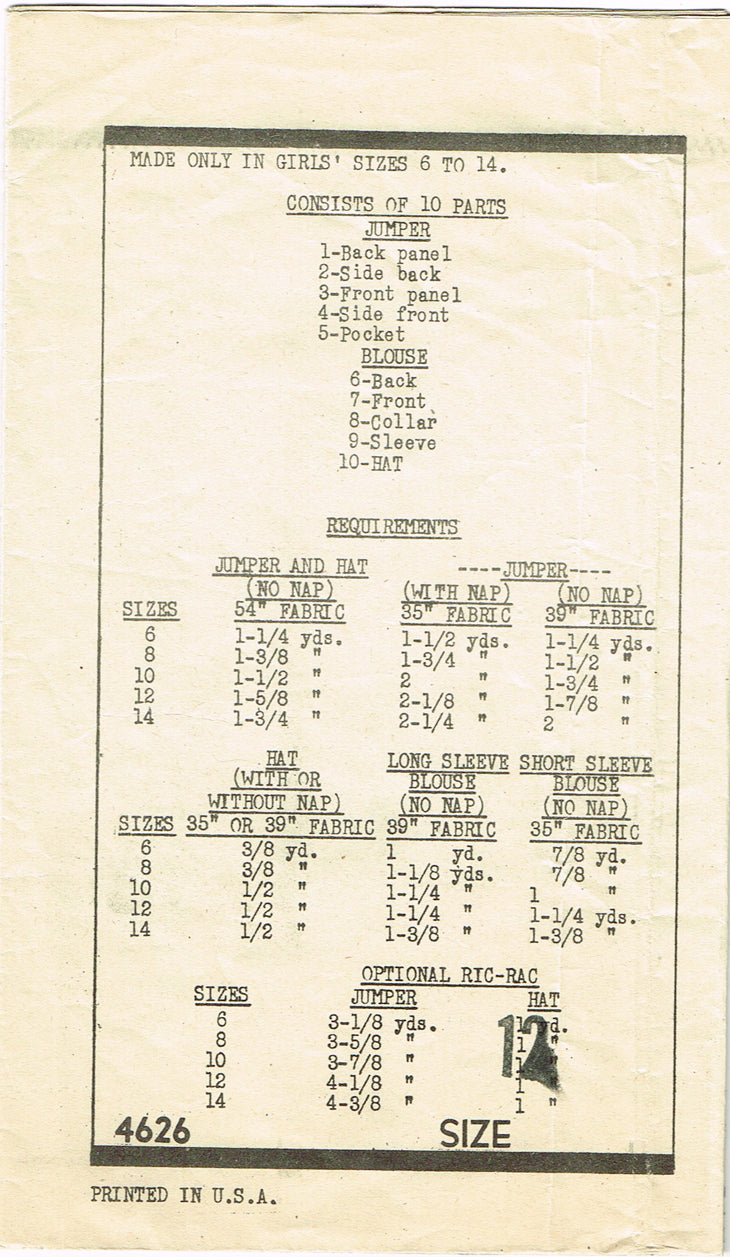 MADE ONLY IN GIRLS' SIZES 6 TO 14.
CONSISTS OF 10 PARTS
JUMPER
1-Back panel
2-Side back
3-Front panel
4-Side front
5-Pocket
BLOUSE
6-Back
7-Front
8-Collar
9-Sleeve
10-HAT
REQUIREMENTS
JUMPER AND HAT ----JUMPER----
(NO NAP) (WITH NAP) (NO NAP)
SIZES 54" FABRIC 35" FABRIC 39" FABRIC
6 1-1/4 yds. 1-1/2 yds. 1-1/4 yds.
8 1-3/8 " 1-3/4 " 1-1/2 "
10 1-1/2 " 2 " 1-3/4 "
12 1-5/8 " 2-1/8 " 1-7/8 "
14 1-3/4 " 2-1/4 " 2 "
HAT LONG SLEEVE SHORT SLEEVE
(WITH OR BLOUSE BLOUSE
WITHOUT NAP) (NO NAP) (NO NAP)
SIZES 35" OR 39" FABRIC 39" FABRIC 35" FABRIC
6 3/8 yd. 1 yd. 7/8 yd.
8 3/8 " 1-1/8 yds. 7/8 "
10 1/2 " 1-1/4 " 1 "
12 1/2 " 1-1/4 " 1-1/4 yds.
14 1/2 " 1-3/8 " 1-3/8 "
OPTIONAL RIC-RAC
SIZES JUMPER HAT
6 3-1/8 yds. 1 yd.
8 3-5/8 " 1 "
10 3-7/8 " 1 "
12 4-1/8 " 1 "
14 4-3/8 " 1 "
12
4626 SIZE
PRINTED IN U.S.A.